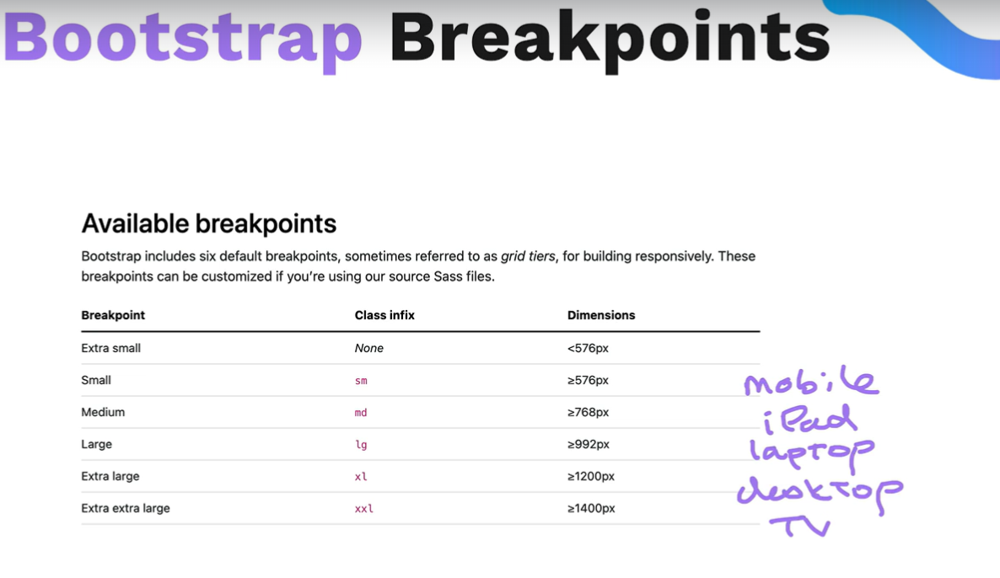 Bootstrap Breakpoints
Available breakpoints
Bootstrap includes six default breakpoints, sometimes referred to as grid tiers, for building responsively. These
breakpoints can be customized if you're using our source Sass files.
Breakpoint Class infix Dimensions
Extra small None <576px
Small sm ≥576px mobile
Medium md ≥768px iPad
Large lg ≥992px laptop
Extra large xl ≥1200px desktop
Extra extra large xxl ≥1400px TV